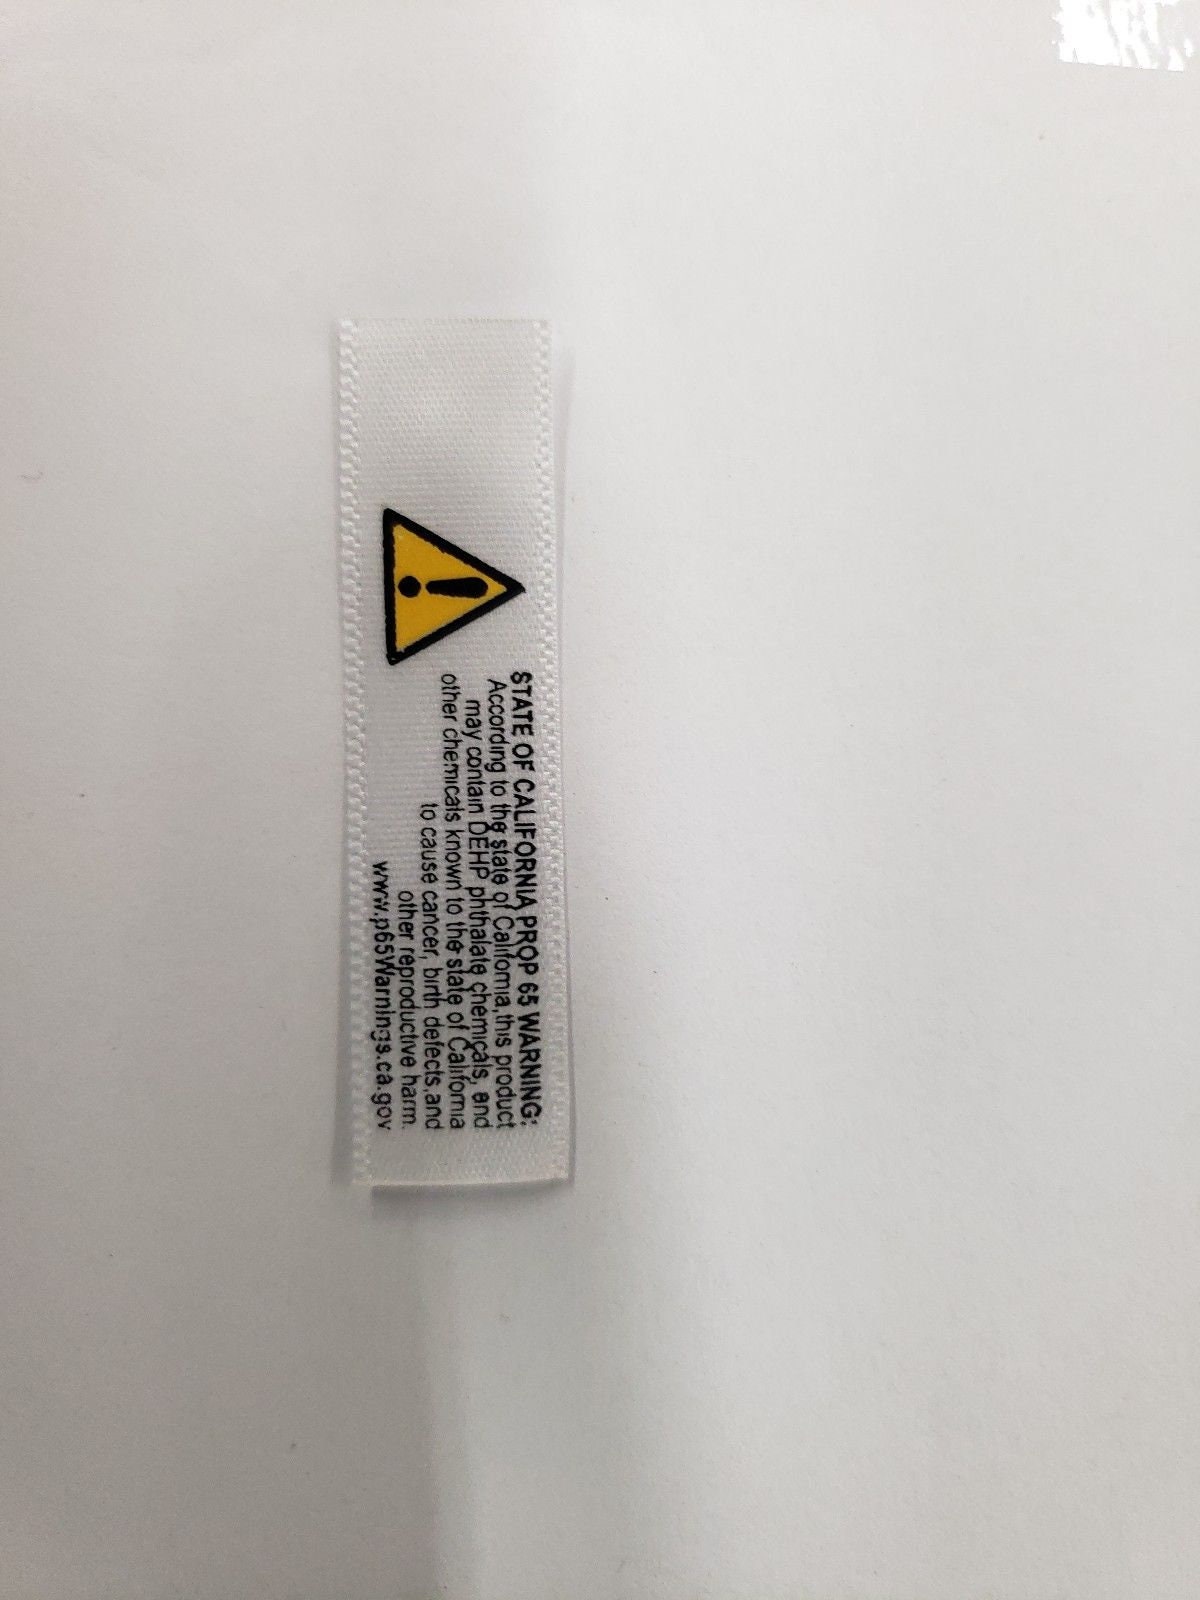 STATE OF CALIFORNIA PROP 65 WARNING:
According to the state of California, this product
may contain DEHP phthalate chemicals, and
other chemicals known to the state of California
to cause cancer, birth defects, and
other reproductive harm.
www.p65Warnings.ca.gov